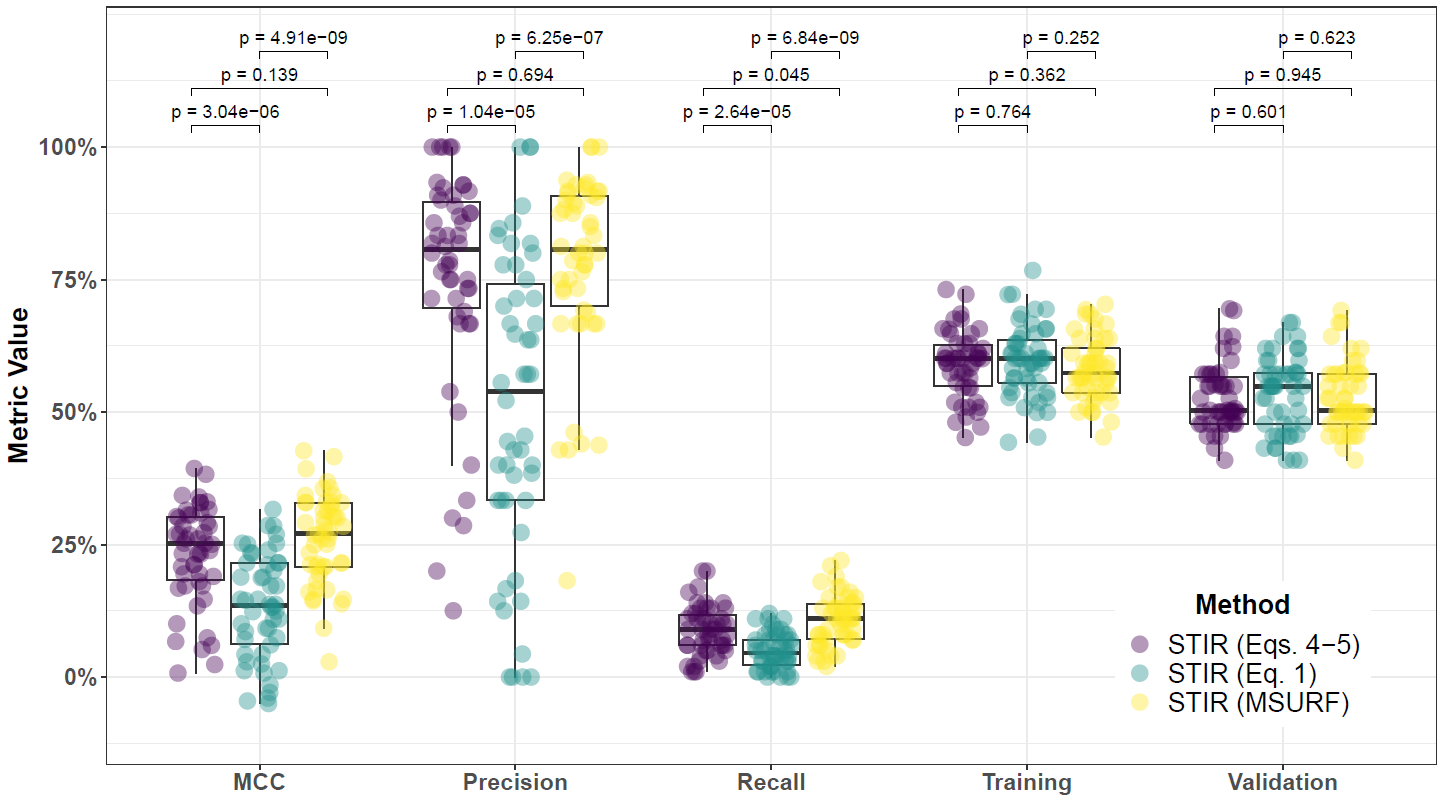 p = 4.91e−09
p = 6.25e−07
p = 6.84e−09
p = 0.252
p = 0.623
p = 0.139
p = 0.694
p = 0.045
p = 0.362
p = 0.945
p = 3.04e−06
p = 1.04e−05
p = 2.64e−05
p = 0.764
p = 0.601
100%
75%
50%
25%
0%
Metric Value
Method
STIR (Eqs. 4−5)
STIR (Eq. 1)
STIR (MSURF)
MCC
Precision
Recall
Training
Validation